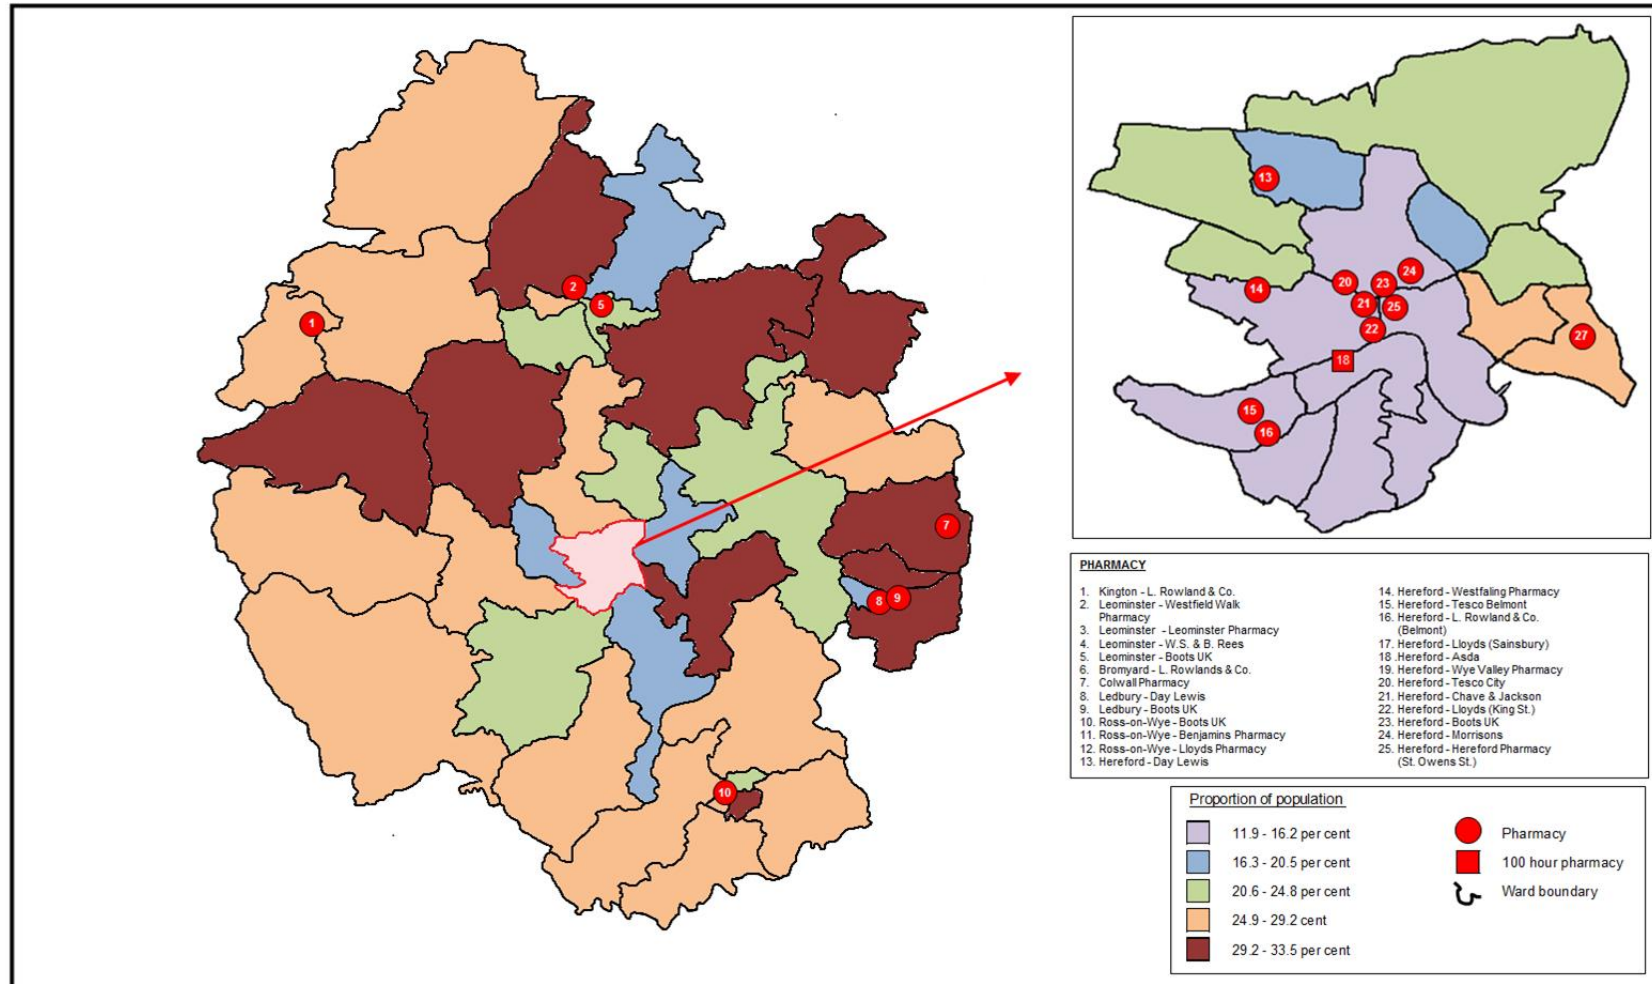 1
2
5
7
8
9
10
13
14
20
23
24
21
25
22
18
27
15
16
PHARMACY
1. Kington - L. Rowland & Co.
2. Leominster - Westfield Walk
Pharmacy
3. Leominster - Leominster Pharmacy
4. Leominster - W.S. & B. Rees
5. Leominster - Boots UK
6. Bromyard - L. Rowlands & Co.
7. Colwall Pharmacy
8. Ledbury - Day Lewis
9. Ledbury - Boots UK
10. Ross-on-Wye - Boots UK
11. Ross-on-Wye - Benjamins Pharmacy
12. Ross-on-Wye - Lloyds Pharmacy
13. Hereford - Day Lewis
14. Hereford - Westfaling Pharmacy
15. Hereford - Tesco Belmont
16. Hereford - L. Rowland & Co.
(Belmont)
17. Hereford - Lloyds (Sainsbury)
18 .Hereford - Asda
19. Hereford - Wye Valley Pharmacy
20. Hereford - Tesco City
21. Hereford - Chave & Jackson
22. Hereford - Lloyds (King St.)
23. Hereford - Boots UK
24. Hereford - Morrisons
25. Hereford - Hereford Pharmacy
(St. Owens St.)
Proportion of population
11.9 - 16.2 per cent
16.3 - 20.5 per cent
20.6 - 24.8 per cent
24.9 - 29.2 cent
29.2 - 33.5 per cent
Pharmacy
100 hour pharmacy
Ward boundary